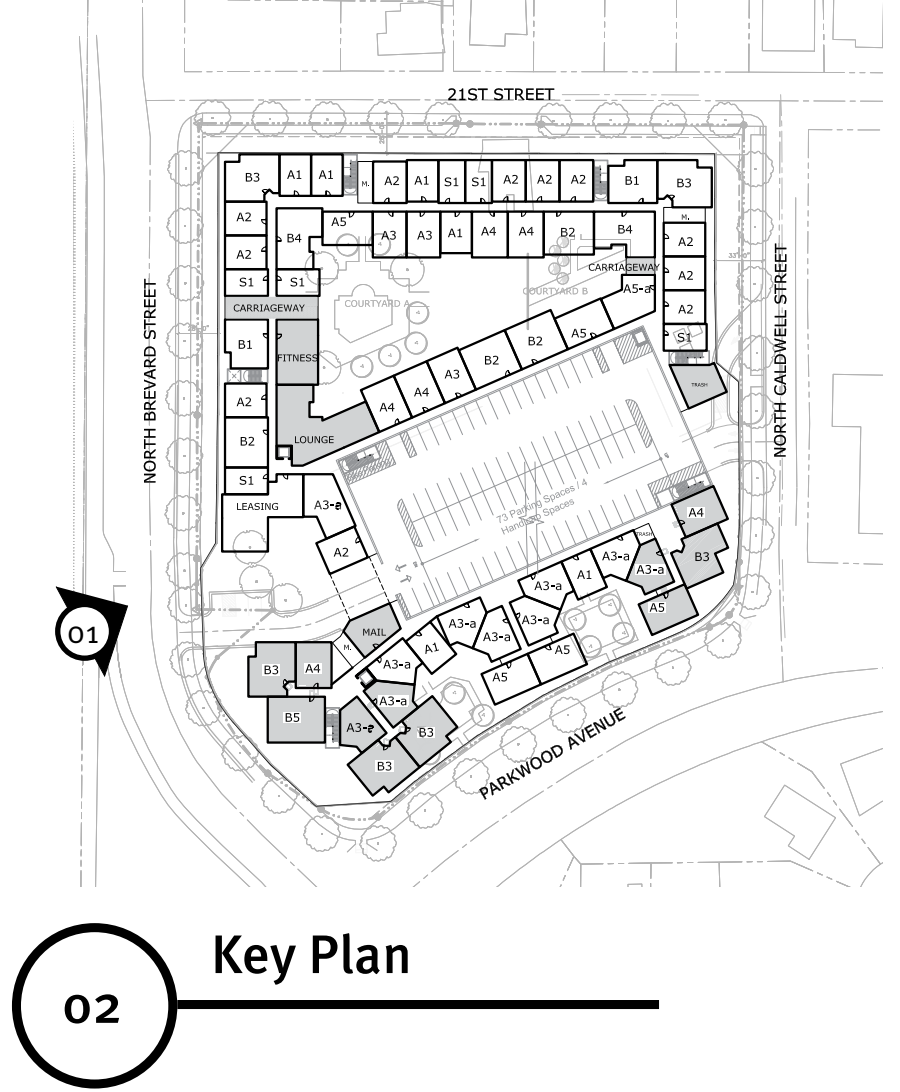 21ST STREET
B3 A1 A1 M. A2 A1 S1 S1 A2 A2 A2 B1 B3
A2 B4 A5 A3 A3 A1 A4 A4 B2 B4 M.
A2
A2
S1 S1
CARRIAGEWAY
A5-a
A2
A2
S1
COURTYARD A
COURTYARD B
CARRIAGEWAY
B1
FITNESS
A4 A4 A3 B2 B2 A5
TRASH
A2
LOUNGE
B2
S1
LEASING
A3-a
A2
73 Parking Spaces / 4
Handicap Spaces
NORTH BREVARD STREET
NORTH CALDWELL STREET
A4
TRASH
B3
A3-a
A3-a
A1
A3-a
A5
A3-a
A3-a
A3-a
A1
A5
A5
MAIL
M.
A3-a
B3
A4
A3-a
B5
A3-a
B3
B3
PARKWOOD AVENUE
01
Key Plan
02